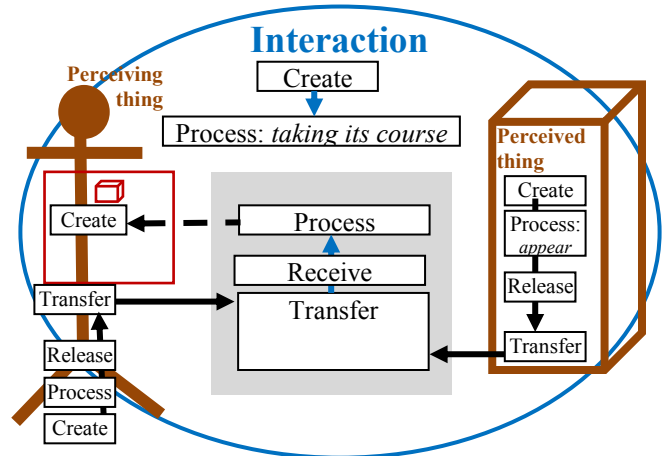 Interaction
Perceiving
thing
Create
Process: taking its course
Perceived
thing
Create
Process:
appear
Release
Transfer
Create
Process
Receive
Transfer
Transfer
Release
Process
Create